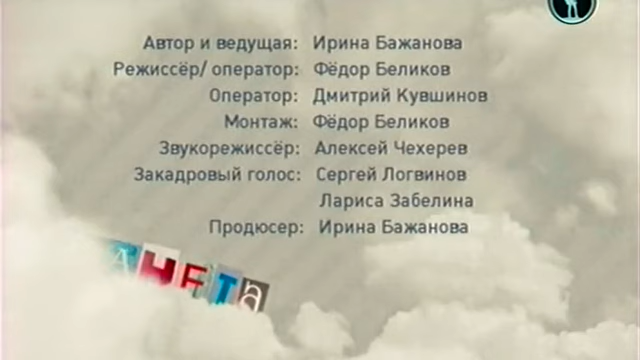 Автор и ведущая: Ирина Бажанова
Режиссёр/ оператор: Фёдор Беликов
Оператор: Дмитрий Кувшинов
Монтаж: Фёдор Беликов
Звукорежиссёр: Алексей Чехерев
Закадровый голос: Сергей Логвинов
Лариса Забелина
Продюсер: Ирина Бажанова
анета